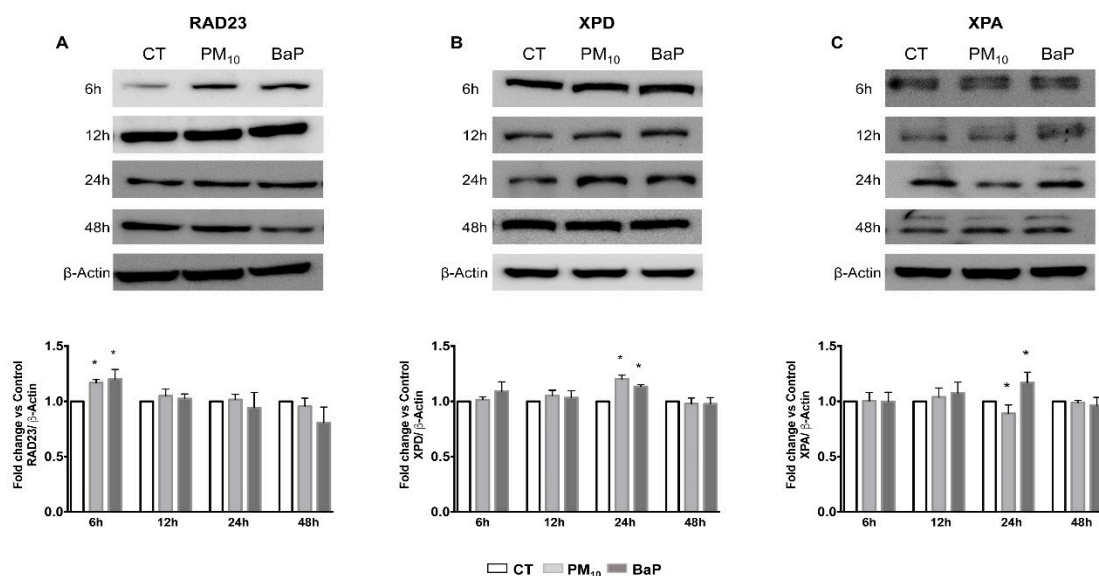 RAD23
A
CT PM₁₀ BaP
6h
12h
24h
48h
β-Actin
Fold change vs Control
RAD23/ β-Actin
1.5
1.0
0.5
0.0
6h 12h 24h 48h
XPD
B
CT PM₁₀ BaP
6h
12h
24h
48h
β-Actin
Fold change vs Control
XPD/ β-Actin
1.5
1.0
0.5
0.0
* *
6h 12h 24h 48h
XPA
C
CT PM₁₀ BaP
6h
12h
24h
48h
β-Actin
Fold change vs Control
XPA/ β-Actin
1.5
1.0
0.5
0.0
* *
6h 12h 24h 48h
CT PM₁₀ BaP